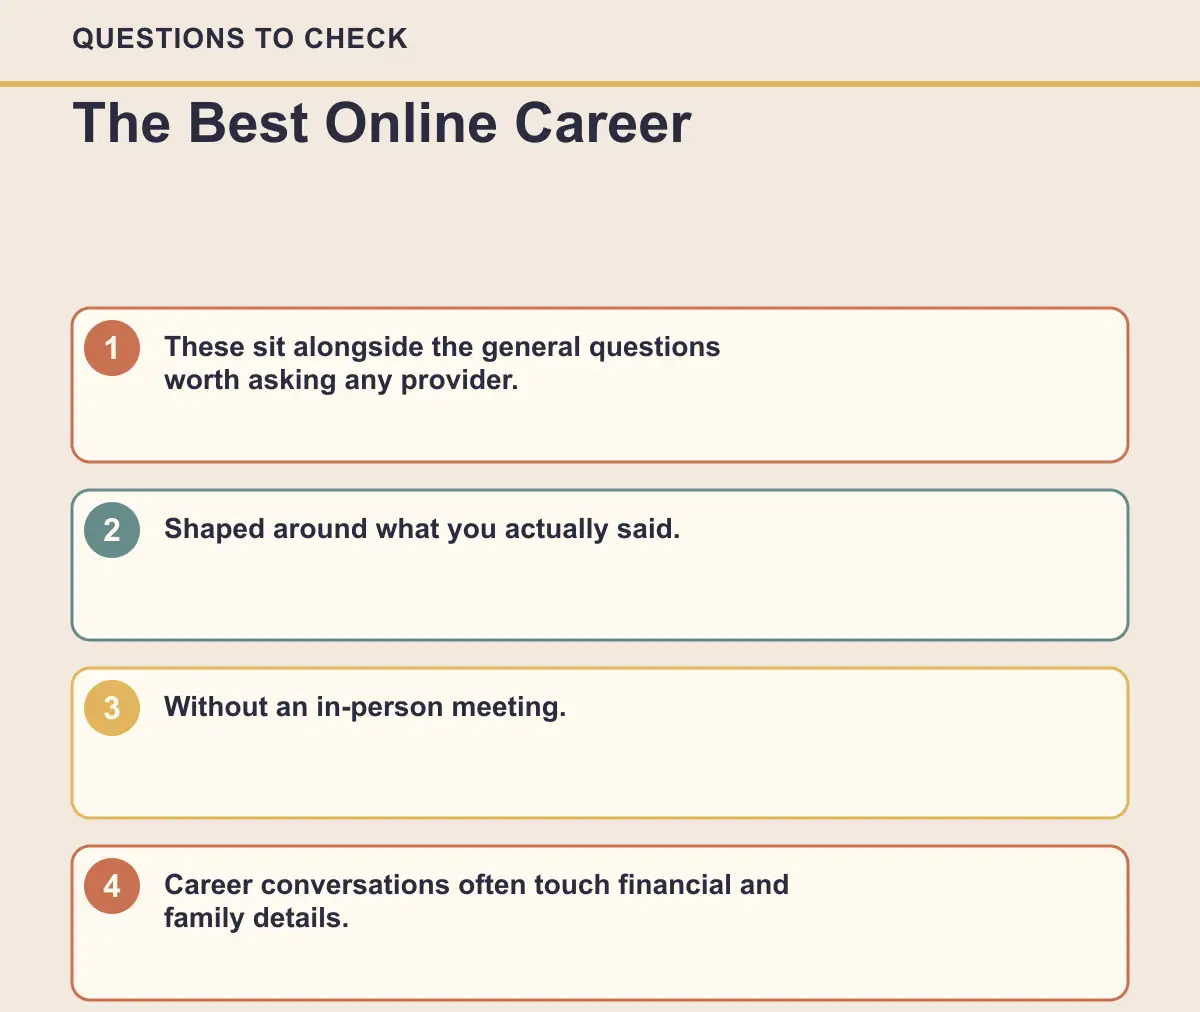 QUESTIONS TO CHECK
The Best Online Career
1
These sit alongside the general questions
worth asking any provider.
2
Shaped around what you actually said.
3
Without an in-person meeting.
4
Career conversations often touch financial and
family details.